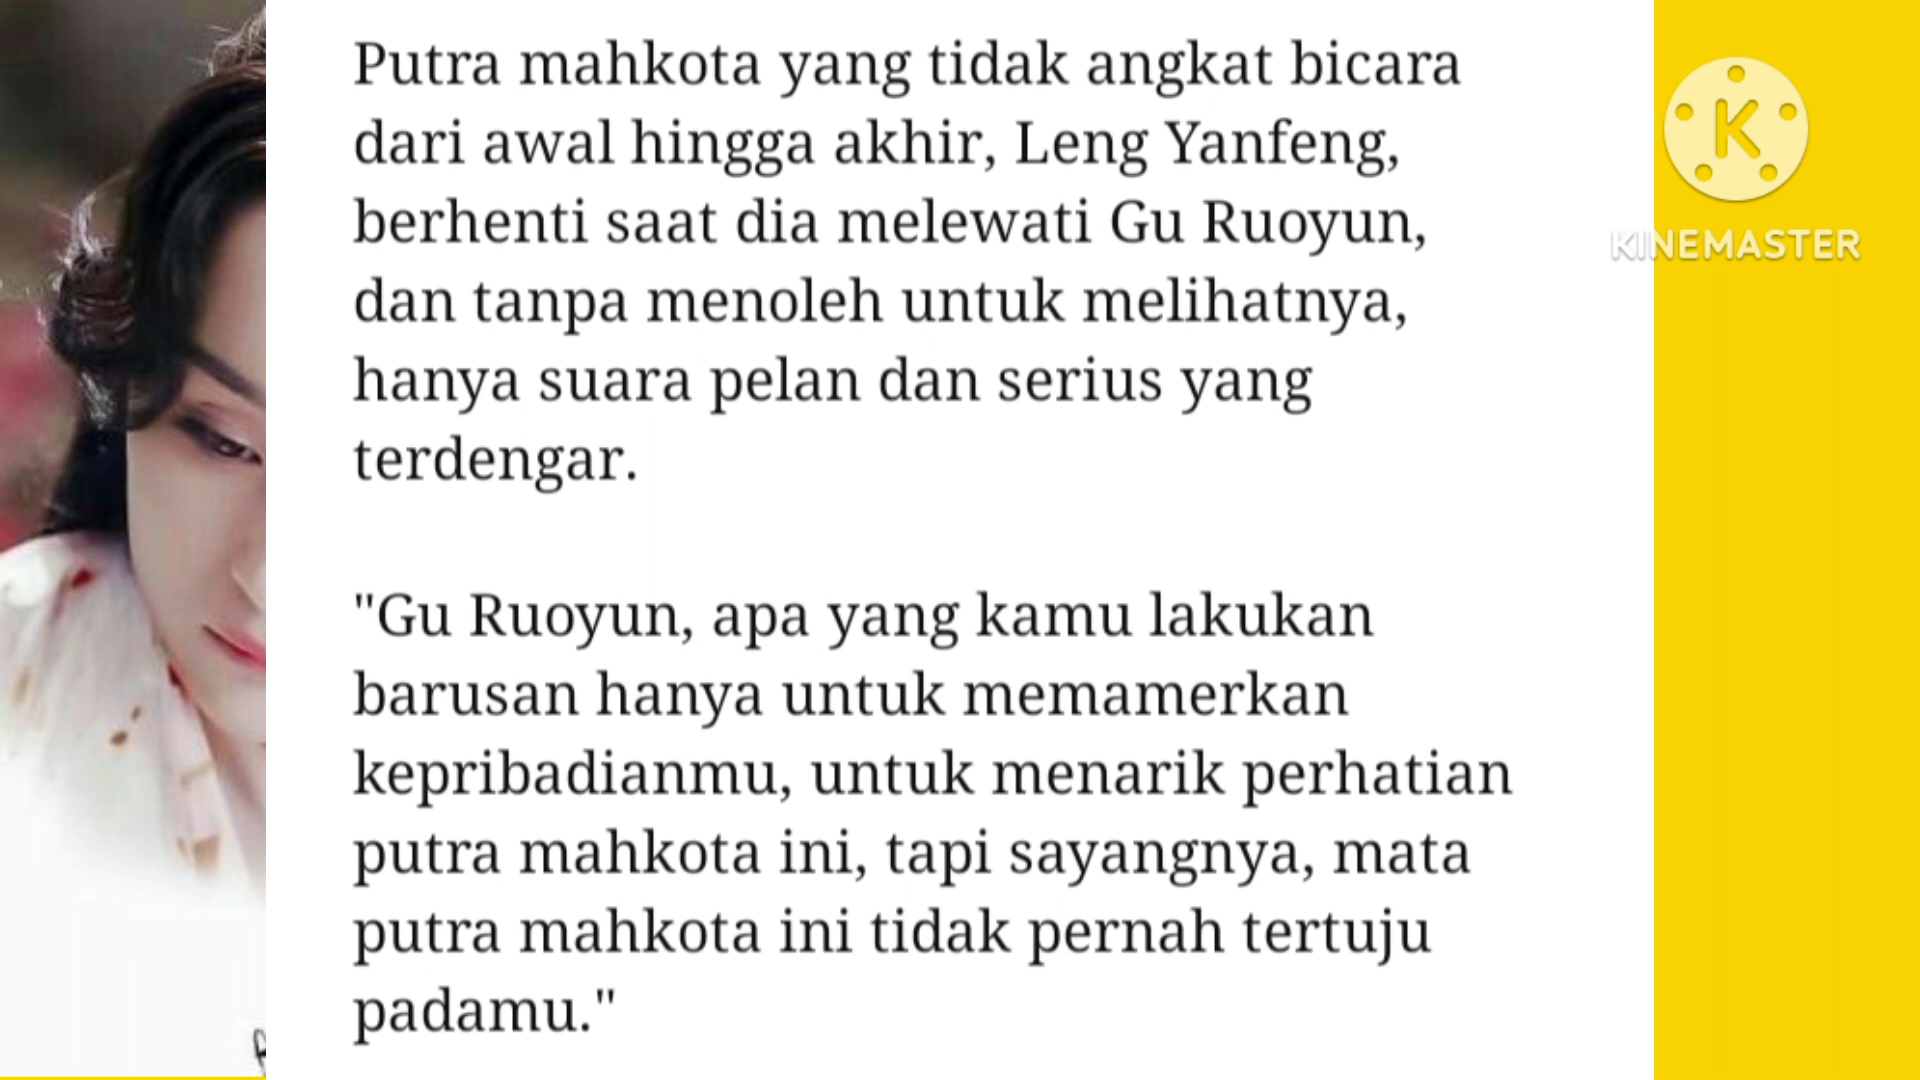 Putra mahkota yang tidak angkat bicara
dari awal hingga akhir, Leng Yanfeng,
berhenti saat dia melewati Gu Ruoyun,
dan tanpa menoleh untuk melihatnya,
hanya suara pelan dan serius yang
terdengar.
"Gu Ruoyun, apa yang kamu lakukan
barusan hanya untuk memamerkan
kepribadianmu, untuk menarik perhatian
putra mahkota ini, tapi sayangnya, mata
putra mahkota ini tidak pernah tertuju
padamu."
K
KINEMASTER